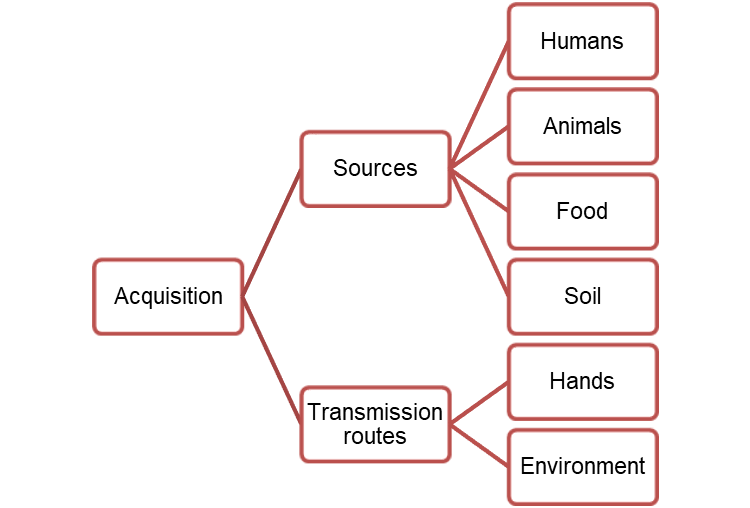 Acquisition
Sources
Humans
Animals
Food
Soil
Transmission
routes
Hands
Environment